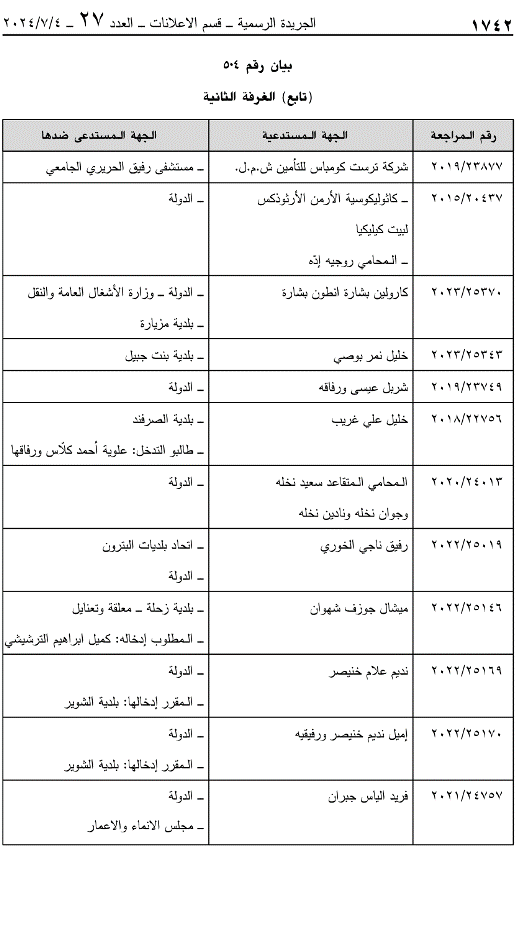 ١٧٤٢ الجريدة الرسمية – قسم الاعلانات – العدد ٢٧ – ٢٠٢٤/٧/٤
بيان رقم ٥٠٤
(تابع) الغرفة الثانية
رقم المراجعة الجهة المستدعية الجهة المستدعى ضدها
٢٠١٩/٢٣٨٧٧ شركة ترست كومباس للتأمين ش.م.ل. – مستشفى رفيق الحريري الجامعي
٢٠١٥/٢٠٤٣٧ – كاثوليكوسية الأرمن الأرثوذكس – الدولة
لبيت كيليكيا
– المحامي روجيه إدّه
٢٠٢٣/٢٥٣٧٠ كارولين بشارة انطون بشارة – الدولة – وزارة الأشغال العامة والنقل
– بلدية مزيارة
٢٠٢٣/٢٥٣٤٣ خليل نمر بوصي – بلدية بنت جبيل
٢٠١٩/٢٣٧٤٩ شربل عيسى ورفاقه – الدولة
٢٠١٨/٢٢٧٥٦ خليل علي غريب – بلدية الصرفند
– طالبو التدخل: علوية أحمد كلّاس ورفاقها
٢٠٢٠/٢٤٠١٣ المحامي المتقاعد سعيد نخله – الدولة
وجوان نخله ونادين نخله
٢٠٢٢/٢٥٠١٩ رفيق ناجي الخوري – اتحاد بلديات البترون
– الدولة
٢٠٢٢/٢٥١٤٦ ميشال جوزف شهوان – بلدية زحلة – معلقة وتعنايل
– المطلوب إدخاله: كميل ابراهيم الترشيشي
٢٠٢٢/٢٥١٦٩ نديم علام خنيصر – الدولة
– المقرر إدخالها: بلدية الشوير
٢٠٢٢/٢٥١٧٠ إميل نديم خنيصر ورفيقيه – الدولة
– المقرر إدخالها: بلدية الشوير
٢٠٢١/٢٤٧٥٧ فريد الياس جبران – الدولة
– مجلس الانماء والاعمار